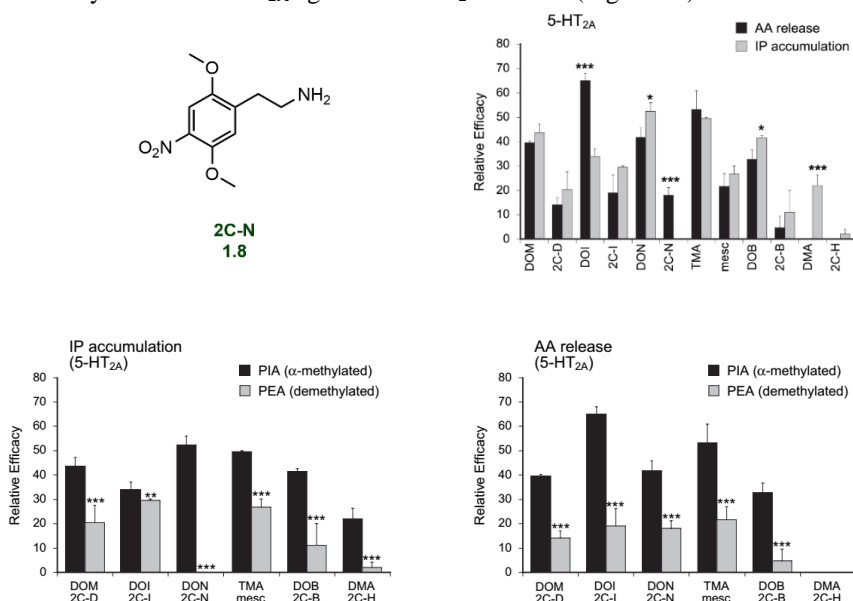 O
NH2
O2N
O
2C-N
1.8
5-HT2A
AA release
IP accumulation
Relative Efficacy
80
70
60
50
40
30
20
10
0
***
*
***
*
***
DOM
2C-D
DOI
2C-I
DON
2C-N
TMA
mesc
DOB
2C-B
DMA
2C-H
IP accumulation
(5-HT2A)
PIA (α-methylated)
PEA (demethylated)
Relative Efficacy
80
70
60
50
40
30
20
10
0
***
**
***
***
***
***
DOM DOI DON TMA DOB DMA
2C-D 2C-I 2C-N mesc 2C-B 2C-H
AA release
(5-HT2A)
PIA (α-methylated)
PEA (demethylated)
Relative Efficacy
80
70
60
50
40
30
20
10
0
***
***
***
***
***
DOM DOI DON TMA DOB DMA
2C-D 2C-I 2C-N mesc 2C-B 2C-H